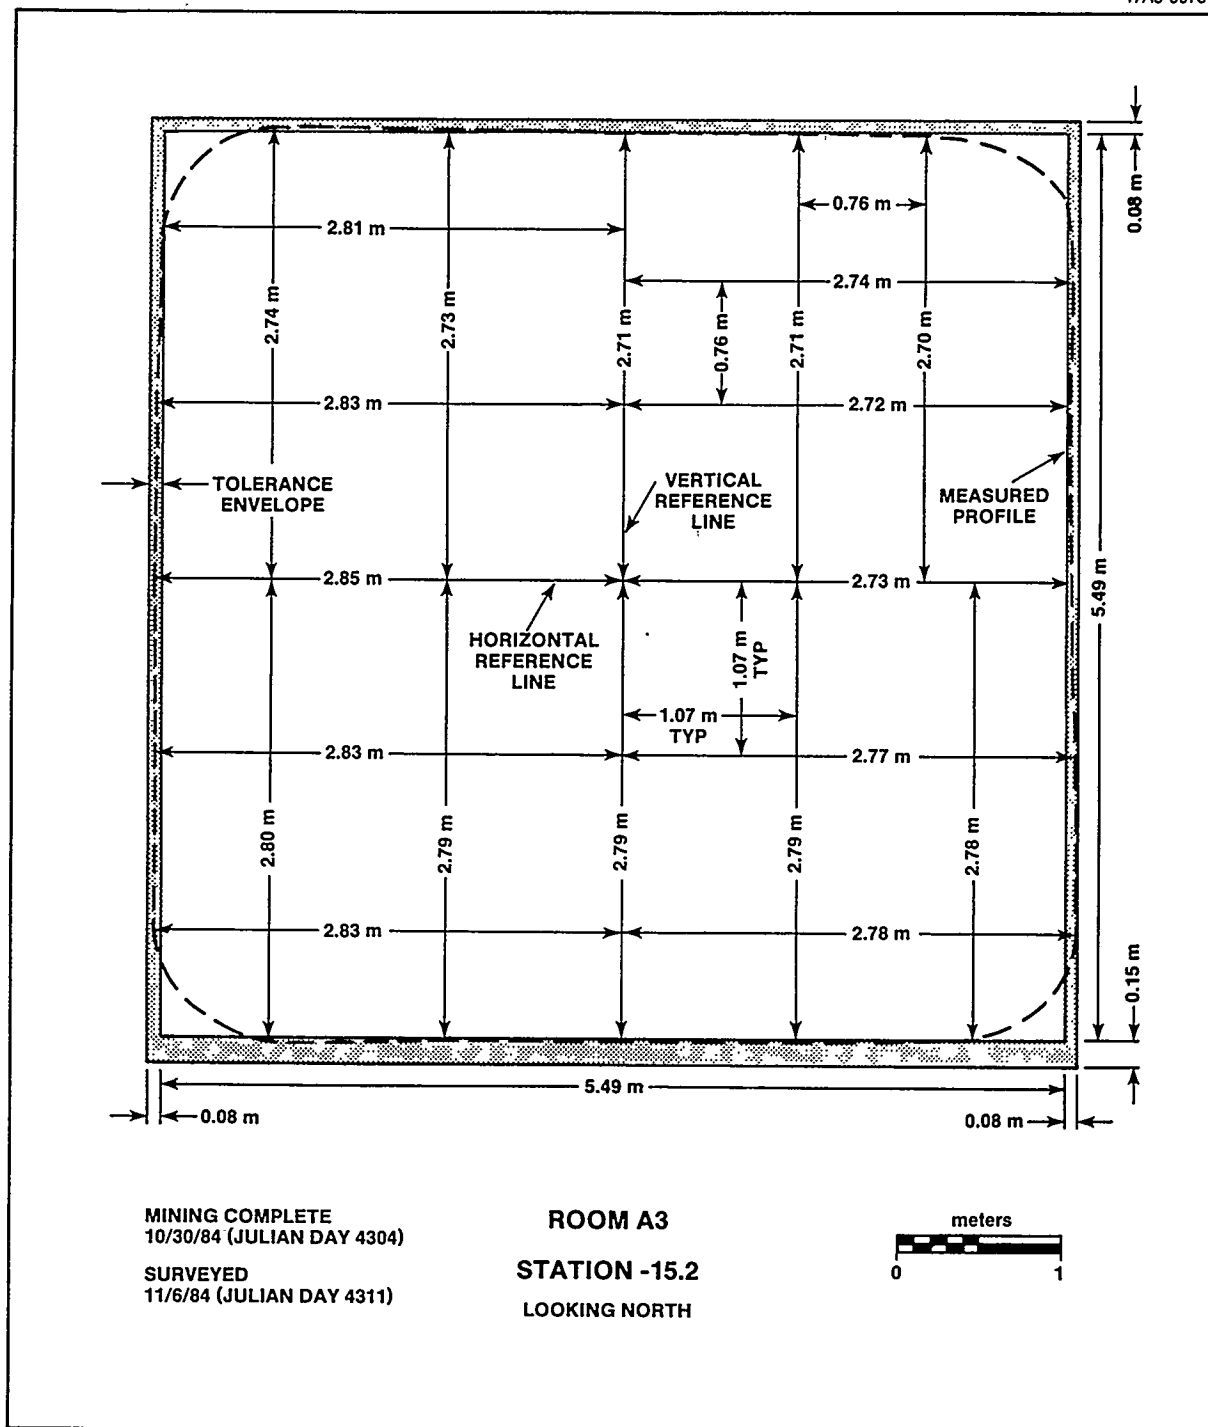 0.08 m
0.76 m
2.81 m
2.74 m
2.74 m
2.73 m
2.71 m
0.76 m
2.71 m
2.70 m
2.83 m
2.72 m
TOLERANCE
ENVELOPE
VERTICAL
REFERENCE
LINE
MEASURED
PROFILE
2.85 m
2.73 m
5.49 m
HORIZONTAL
REFERENCE
LINE
1.07 m
TYP
1.07 m
TYP
2.83 m
2.77 m
2.80 m
2.79 m
2.79 m
2.79 m
2.78 m
2.83 m
2.78 m
0.15 m
5.49 m
0.08 m
0.08 m
MINING COMPLETE
10/30/84 (JULIAN DAY 4304)
SURVEYED
11/6/84 (JULIAN DAY 4311)
ROOM A3
STATION -15.2
LOOKING NORTH
meters
0 1